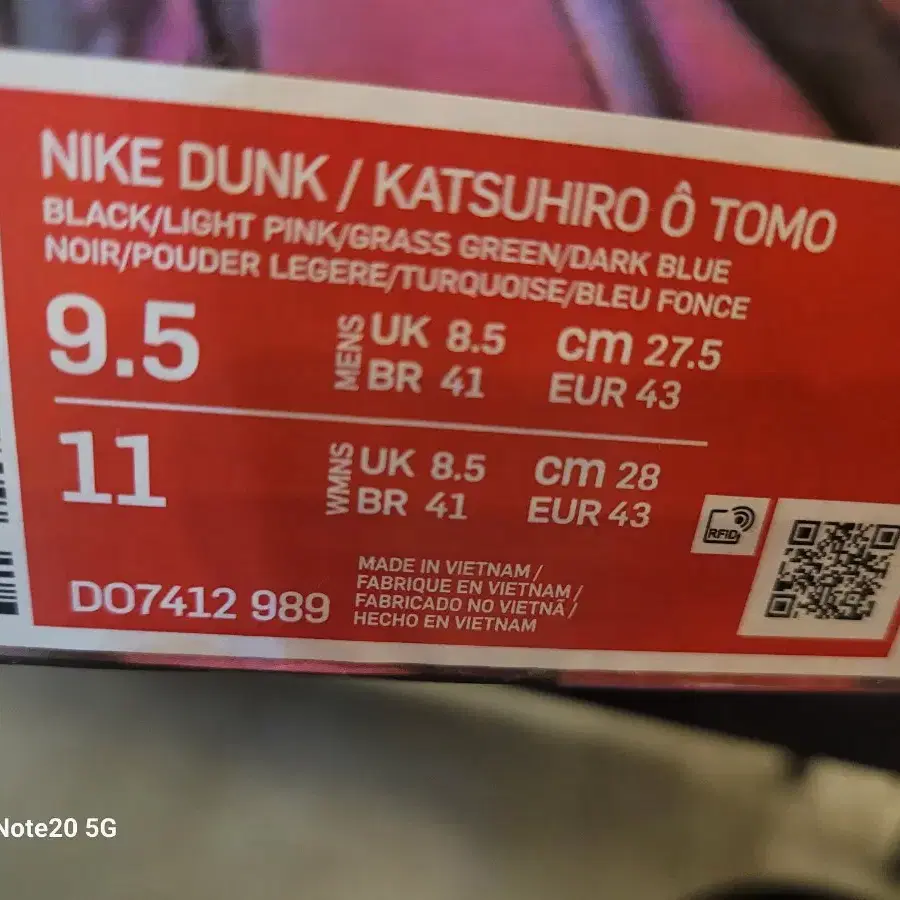 NIKE DUNK / KATSUHIRO Ô TOMO
BLACK/LIGHT PINK/GRASS GREEN/DARK BLUE
NOIR/POUDER LEGERE/TURQUOISE/BLEU FONCE
9.5 MENS UK 8.5 cm 27.5
BR 41 EUR 43
11 WMNS UK 8.5 cm 28
BR 41 EUR 43
RFID
DO7412 989
MADE IN VIETNAM /
FABRIQUE EN VIETNAM /
FABRICADO NO VIETNÃ /
HECHO EN VIETNAM
Note20 5G